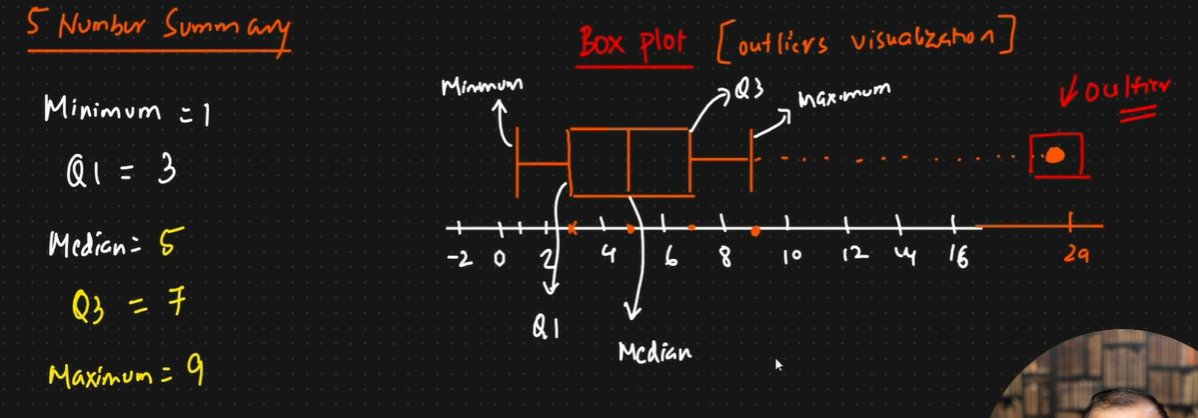 5 Number Summary
Minimum = 1
Q1 = 3
Median = 5
Q3 = 7
Maximum = 9
Box plot [outliers visualization]
Minimum
Q3
Maximum
outlier
-2 0 2 4 6 8 10 12 14 16 29
Q1
Median